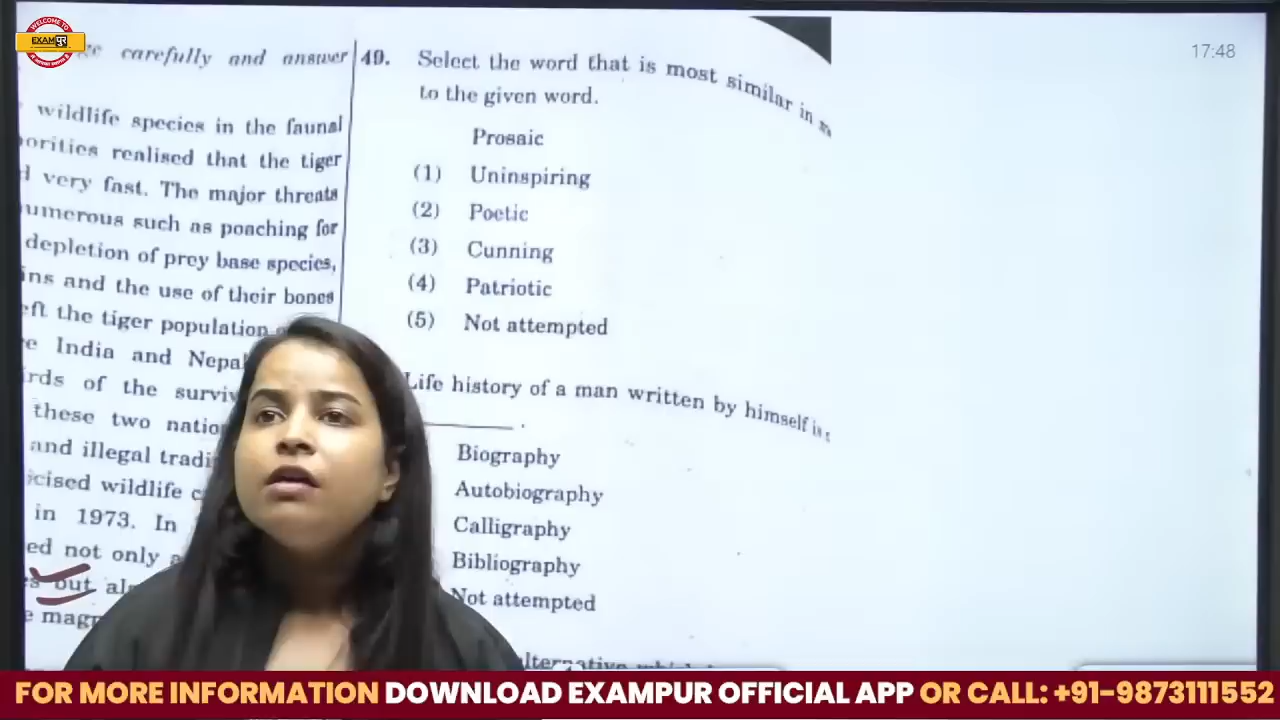 WELCOME TO
EXAMपुर
17:48
carefully and answer
wildlife species in the faunal
realised that the tiger
very fast. The major threats
such as poaching for
depletion of prey base species,
and the use of their bones
the tiger population
India and Nepal
of the
these two
and illegal
wildlife
in 1973. In
not only
but
49. Select the word that is most similar in
to the given word.
Prosaic
(1) Uninspiring
(2) Poetic
(3) Cunning
(4) Patriotic
(5) Not attempted
Life history of a man written by himself is
Biography
Autobiography
Calligraphy
Bibliography
Not attempted
FOR MORE INFORMATION DOWNLOAD EXAMPUR OFFICIAL APP OR CALL: +91-9873111552